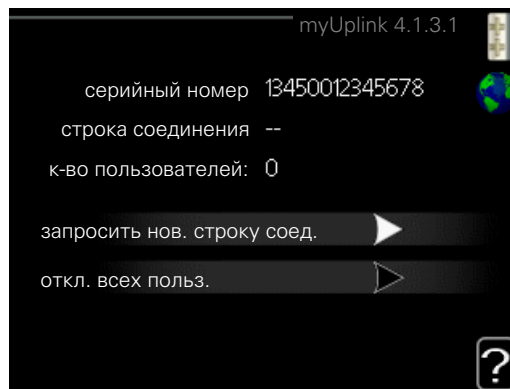 myUplink 4.1.3.1
серийный номер 13450012345678
строка соединения --
к-во пользователей: 0
запросить нов. строку соед.
откл. всех польз.
?